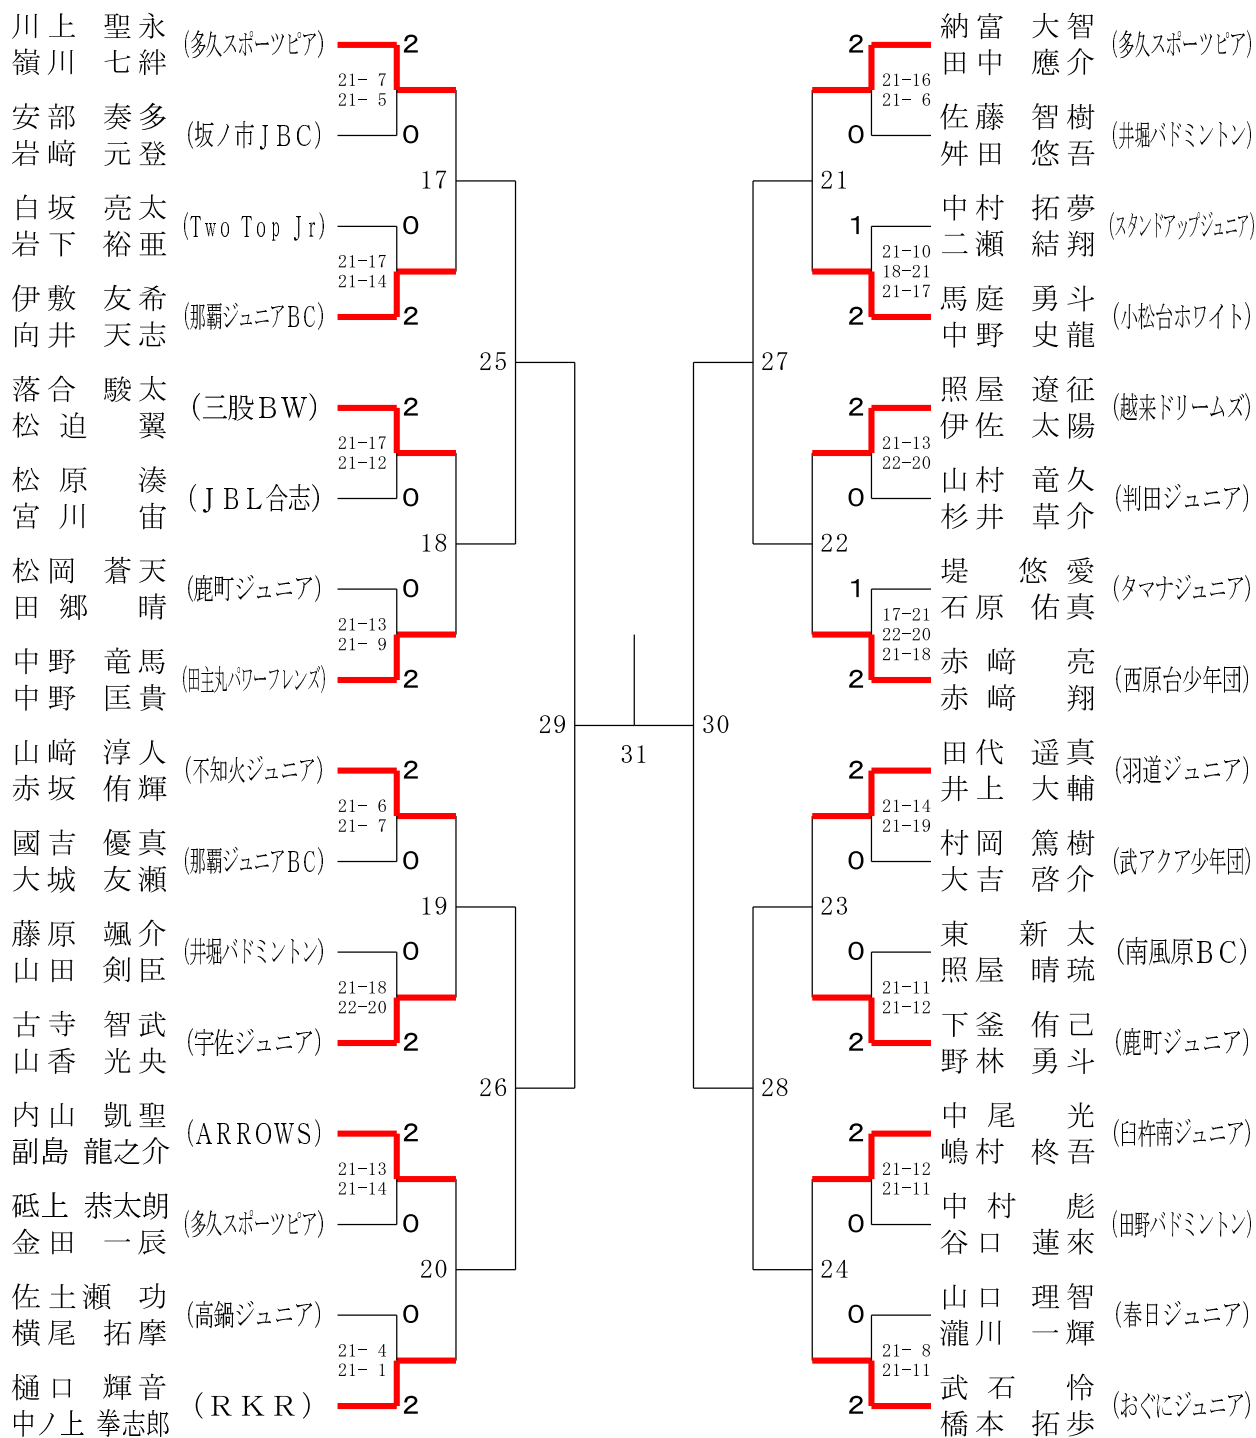 川上 聖永
嶺川 七絆
(多久スポーツピア)
2
21- 7
21- 5
安部 奏多
岩﨑 元登
(坂ノ市JBC)
0
17
白坂 亮太
岩下 裕亜
(Two Top Jr)
0
21-17
21-14
伊敷 友希
向井 天志
(那覇ジュニアBC)
2
25
落合 駿太
松迫 翼
(三股BW)
2
21-17
21-12
松原 湊
宮川 宙
(JBL合志)
0
18
松岡 蒼天
田郷 晴
(鹿町ジュニア)
0
21-13
21- 9
中野 竜馬
中野 匡貴
(田主丸パワーフレンズ)
2
29
山﨑 淳人
赤坂 侑輝
(不知火ジュニア)
2
21- 6
21- 7
國吉 優真
大城 友瀬
(那覇ジュニアBC)
0
19
藤原 颯介
山田 剣臣
(井堀バドミントン)
0
21-18
22-20
古寺 智武
山香 光央
(宇佐ジュニア)
2
26
内山 凱聖
副島 龍之介
(ARROWS)
2
21-13
21-14
砥上 恭太朗
金田 一辰
(多久スポーツピア)
0
20
佐土瀬 功
横尾 拓摩
(高鍋ジュニア)
0
21- 4
21- 1
樋口 輝音
中ノ上 拳志郎
(RKR)
2
31
納富 大智
田中 應介
(多久スポーツピア)
2
21-16
21- 6
佐藤 智樹
舛田 悠吾
(井堀バドミントン)
0
21
中村 拓夢
二瀬 結翔
(スタンドアップジュニア)
1
21-10
18-21
21-17
馬庭 勇斗
中野 史龍
(小松台ホワイト)
2
27
照屋 遼征
伊佐 太陽
(越来ドリームズ)
2
21-13
22-20
山村 竜久
杉井 草介
(判田ジュニア)
0
22
堤 悠愛
石原 佑真
(タマナジュニア)
1
17-21
22-20
21-18
赤﨑 亮
赤﨑 翔
(西原台少年団)
2
30
田代 遥真
井上 大輔
(羽道ジュニア)
2
21-14
21-19
村岡 篤樹
大吉 啓介
(武アクア少年団)
0
23
東 新太
照屋 晴琉
(南風原BC)
0
21-11
21-12
下釜 侑己
野林 勇斗
(鹿町ジュニア)
2
28
中尾 光
嶋村 柊吾
(臼杵南ジュニア)
2
21-12
21-11
中村 彪
谷口 蓮來
(田野バドミントン)
0
24
山口 理智
瀧川 一輝
(春日ジュニア)
0
21- 8
21-11
武石 怜
橋本 拓歩
(おぐにジュニア)
2